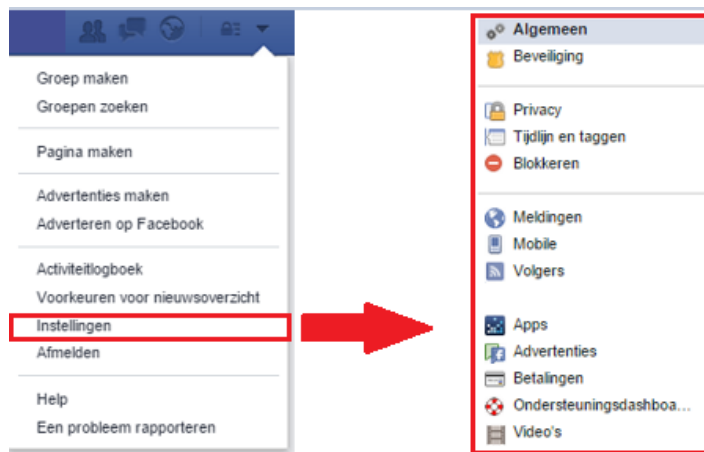 Groep maken
Groepen zoeken
Pagina maken
Advertenties maken
Adverteren op Facebook
Activiteitlogboek
Voorkeuren voor nieuwsoverzicht
Instellingen
Afmelden
Help
Een probleem rapporteren
Algemeen
Beveiliging
Privacy
Tijdlijn en taggen
Blokkeren
Meldingen
Mobile
Volgers
Apps
Advertenties
Betalingen
Ondersteuningsdashboa...
Video's